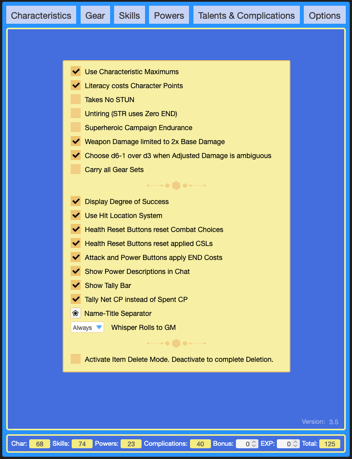 Characteristics Gear Skills Powers Talents & Complications Options
Use Characteristic Maximums
Literacy costs Character Points
Takes No STUN
Untiring (STR uses Zero END)
Superheroic Campaign Endurance
Weapon Damage limited to 2x Base Damage
Choose d6-1 over d3 when Adjusted Damage is ambiguous
Carry all Gear Sets
Display Degree of Success
Use Hit Location System
Health Reset Buttons reset Combat Choices
Health Reset Buttons reset applied CSLs
Attack and Power Buttons apply END Costs
Show Power Descriptions in Chat
Show Tally Bar
Tally Net CP instead of Spent CP
Name-Title Separator
Always Whisper Rolls to GM
Activate Item Delete Mode. Deactivate to complete Deletion.
Version: 3.5
Char: 68 Skills: 74 Powers: 23 Complications: 40 Bonus: 0 EXP: 0 Total: 125